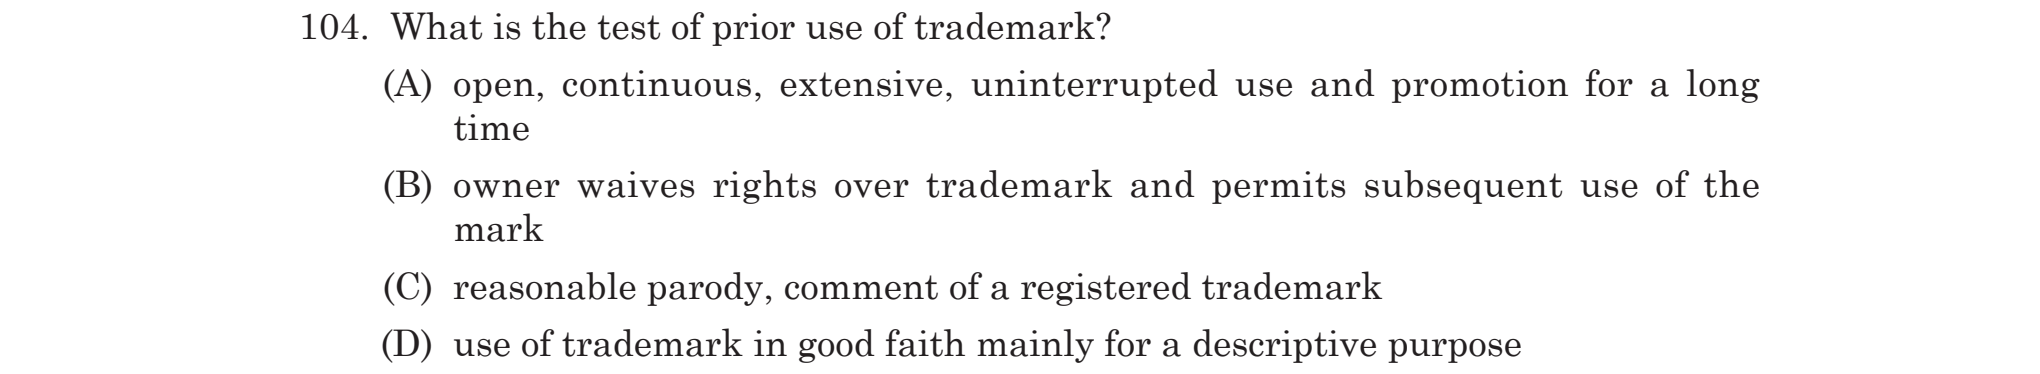 104. What is the test of prior use of trademark?
(A) open, continuous, extensive, uninterrupted use and promotion for a long
time
(B) owner waives rights over trademark and permits subsequent use of the
mark
(C) reasonable parody, comment of a registered trademark
(D) use of trademark in good faith mainly for a descriptive purpose